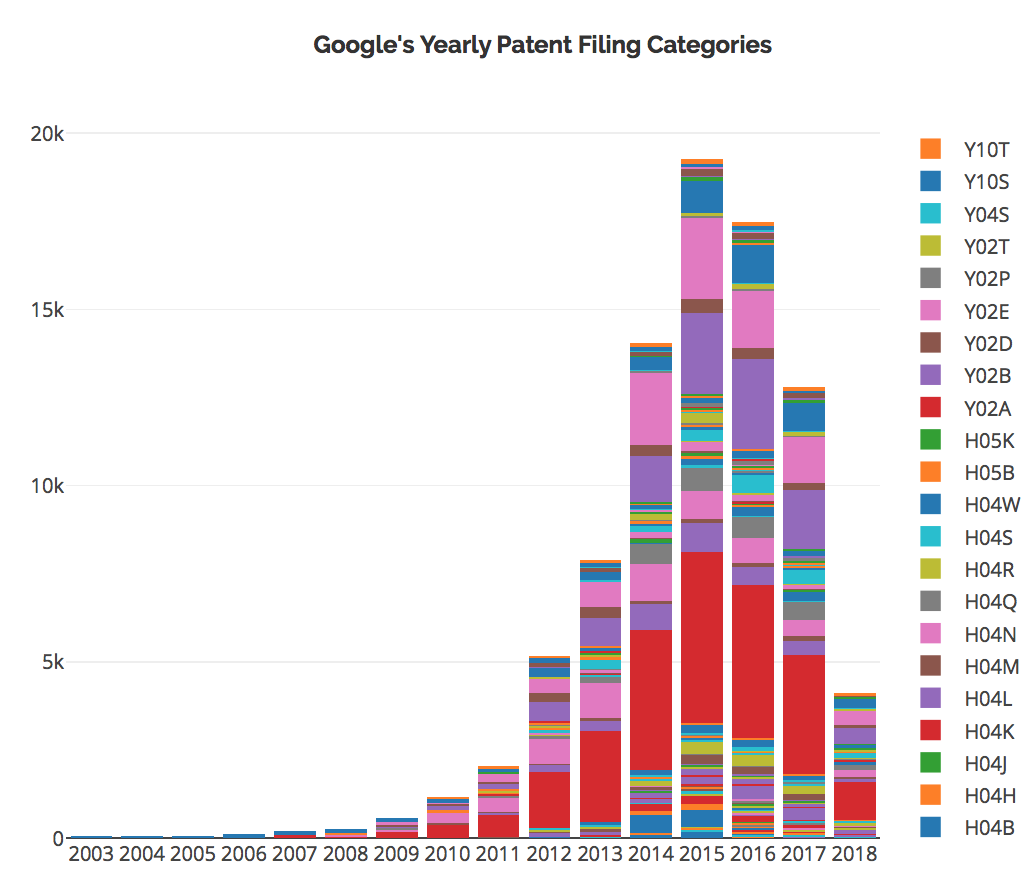 Google's Yearly Patent Filing Categories
20k
15k
10k
5k
0
2003 2004 2005 2006 2007 2008 2009 2010 2011 2012 2013 2014 2015 2016 2017 2018
Y10T
Y10S
Y04S
Y02T
Y02P
Y02E
Y02D
Y02B
Y02A
H05K
H05B
H04W
H04S
H04R
H04Q
H04N
H04M
H04L
H04K
H04J
H04H
H04B